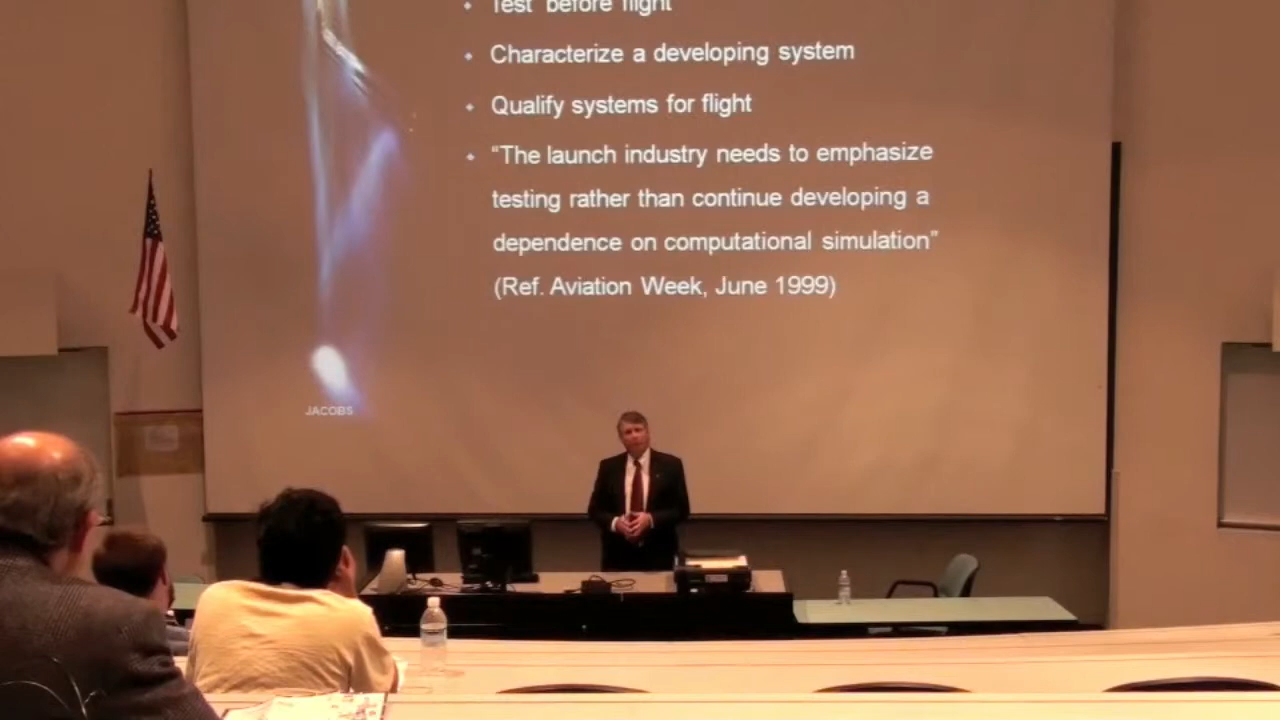 Test before flight
Characterize a developing system
Qualify systems for flight
“The launch industry needs to emphasize
testing rather than continue developing a
dependence on computational simulation”
(Ref. Aviation Week, June 1999)
JACOBS